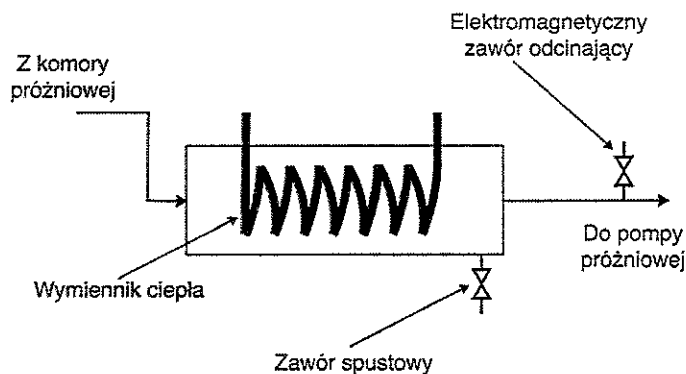 Elektromagnetyczny
zawór odcinający
Z komory
próżniowej
Do pompy
próżniowej
Wymiennik ciepła
Zawór spustowy